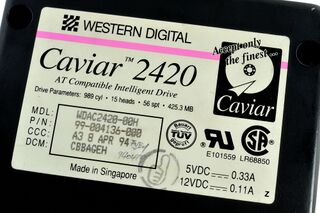 WESTERN DIGITAL
Caviar™ 2420
AT Compatible Intelligent Drive
Drive Parameters: 989 cyl • 15 heads • 56 spt • 425.3 MB
Accept only
the finest...
Caviar
MDL: WDAC2420-00H
P/N: 99-004136-000
CCC: A3 8 APR 94
DCM: CBBAGEH
Made in Singapore
TÜV
E101559
LR68850
5VDC 0.33A
12VDC 0.11A
Z